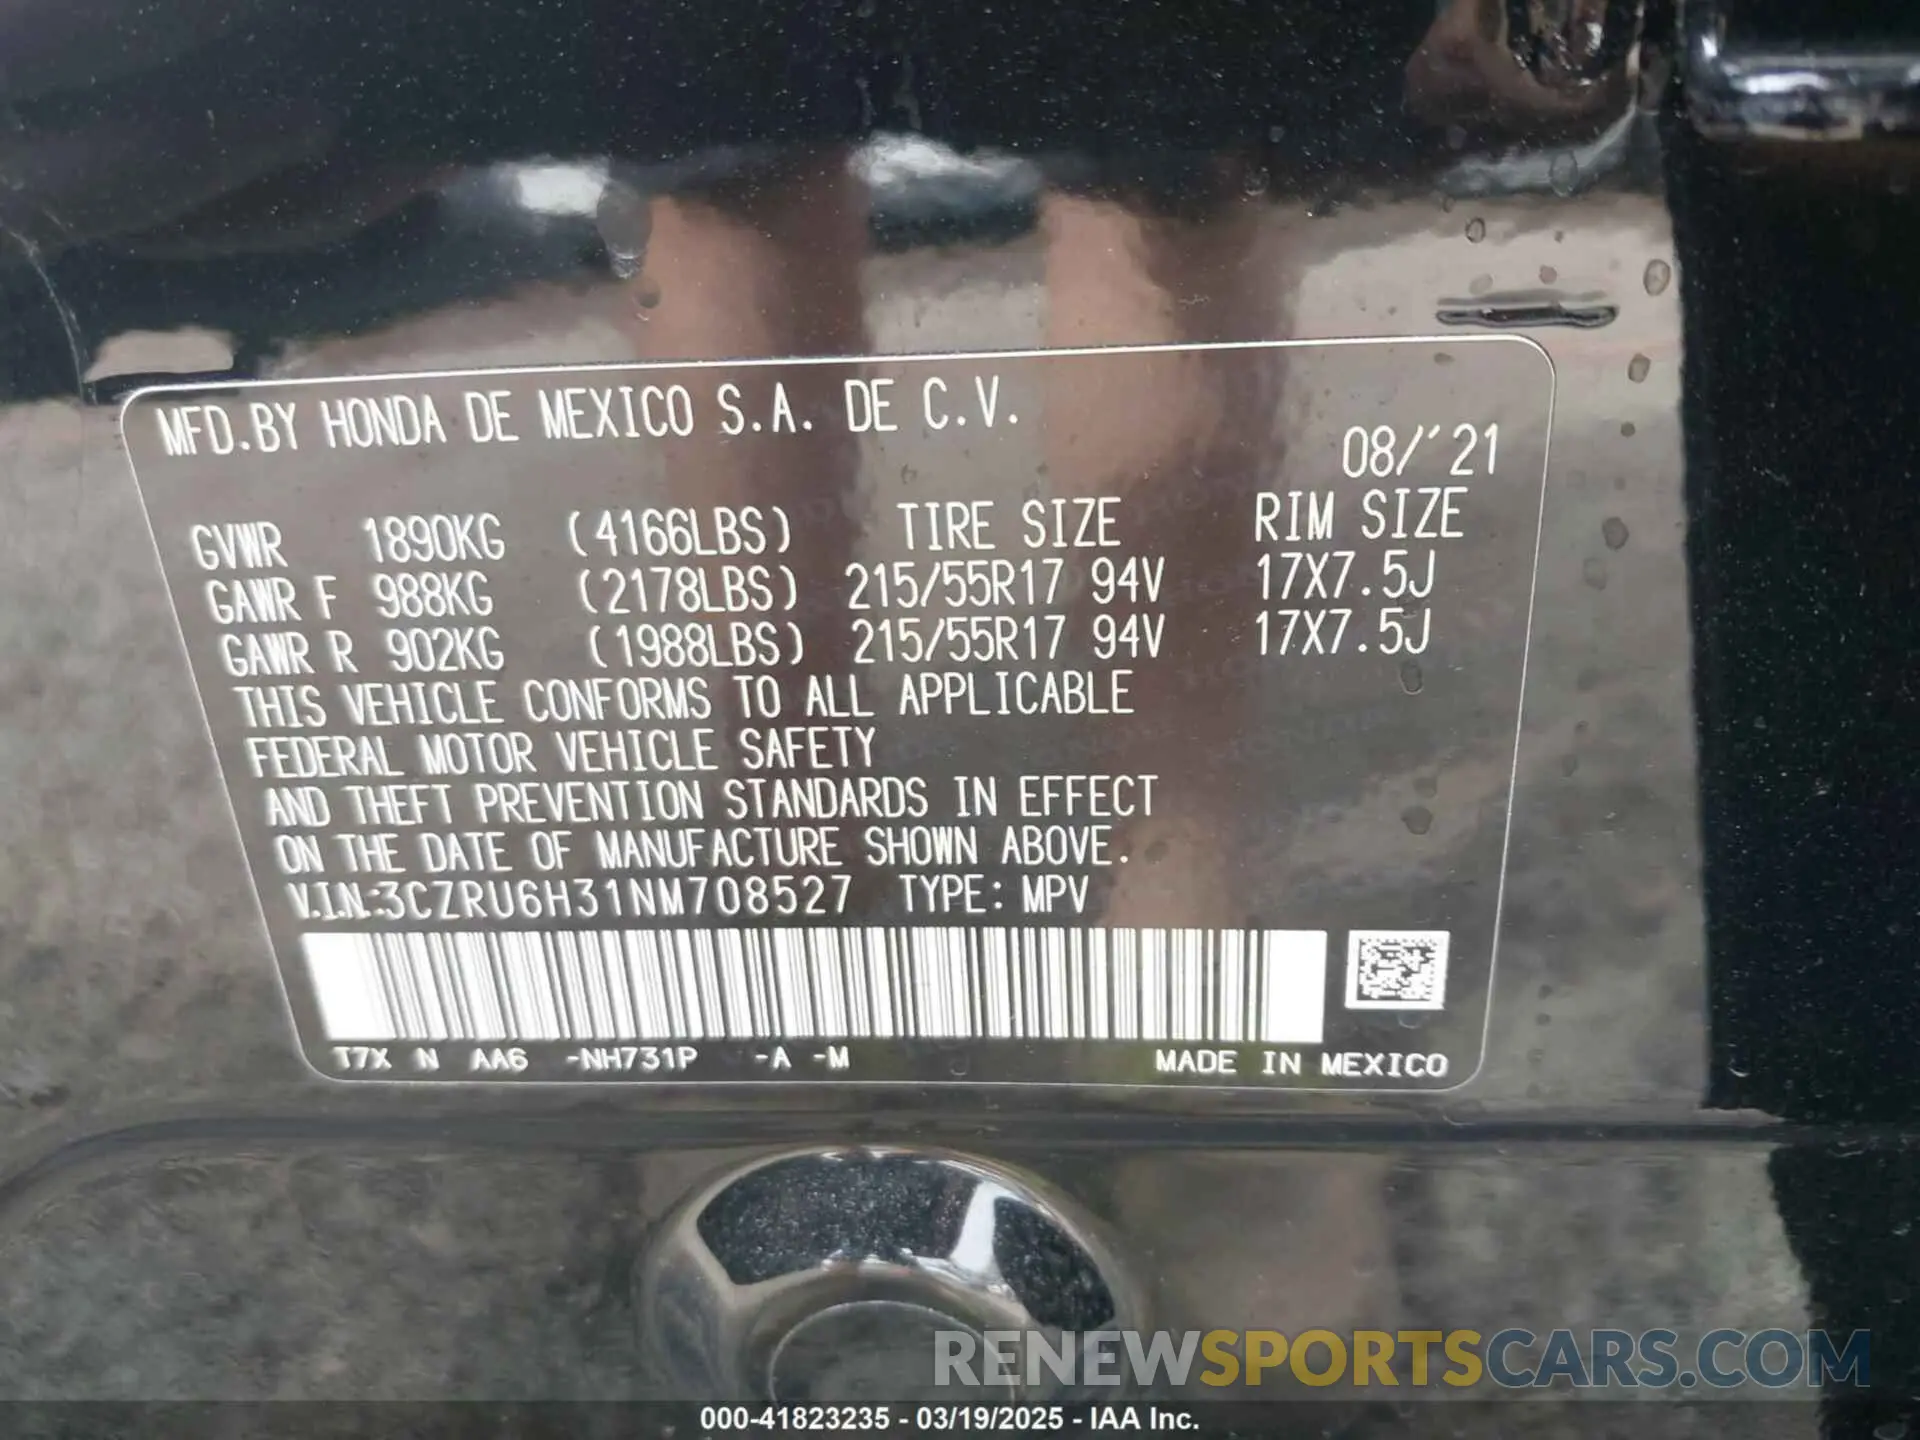 MFD.BY HONDA DE MEXICO S.A. DE C.V.
08/'21
GVWR 1890KG (4166LBS) TIRE SIZE RIM SIZE
GAWR F 988KG (2178LBS) 215/55R17 94V 17X7.5J
GAWR R 902KG (1988LBS) 215/55R17 94V 17X7.5J
THIS VEHICLE CONFORMS TO ALL APPLICABLE
FEDERAL MOTOR VEHICLE SAFETY
AND THEFT PREVENTION STANDARDS IN EFFECT
ON THE DATE OF MANUFACTURE SHOWN ABOVE.
V.I.N.:3CZRU6H31NM708527 TYPE: MPV
T7X N AA6 -NH731P -A -M MADE IN MEXICO
RENEWSPORTSCARS.COM
000-41823235 - 03/19/2025 - IAA Inc.